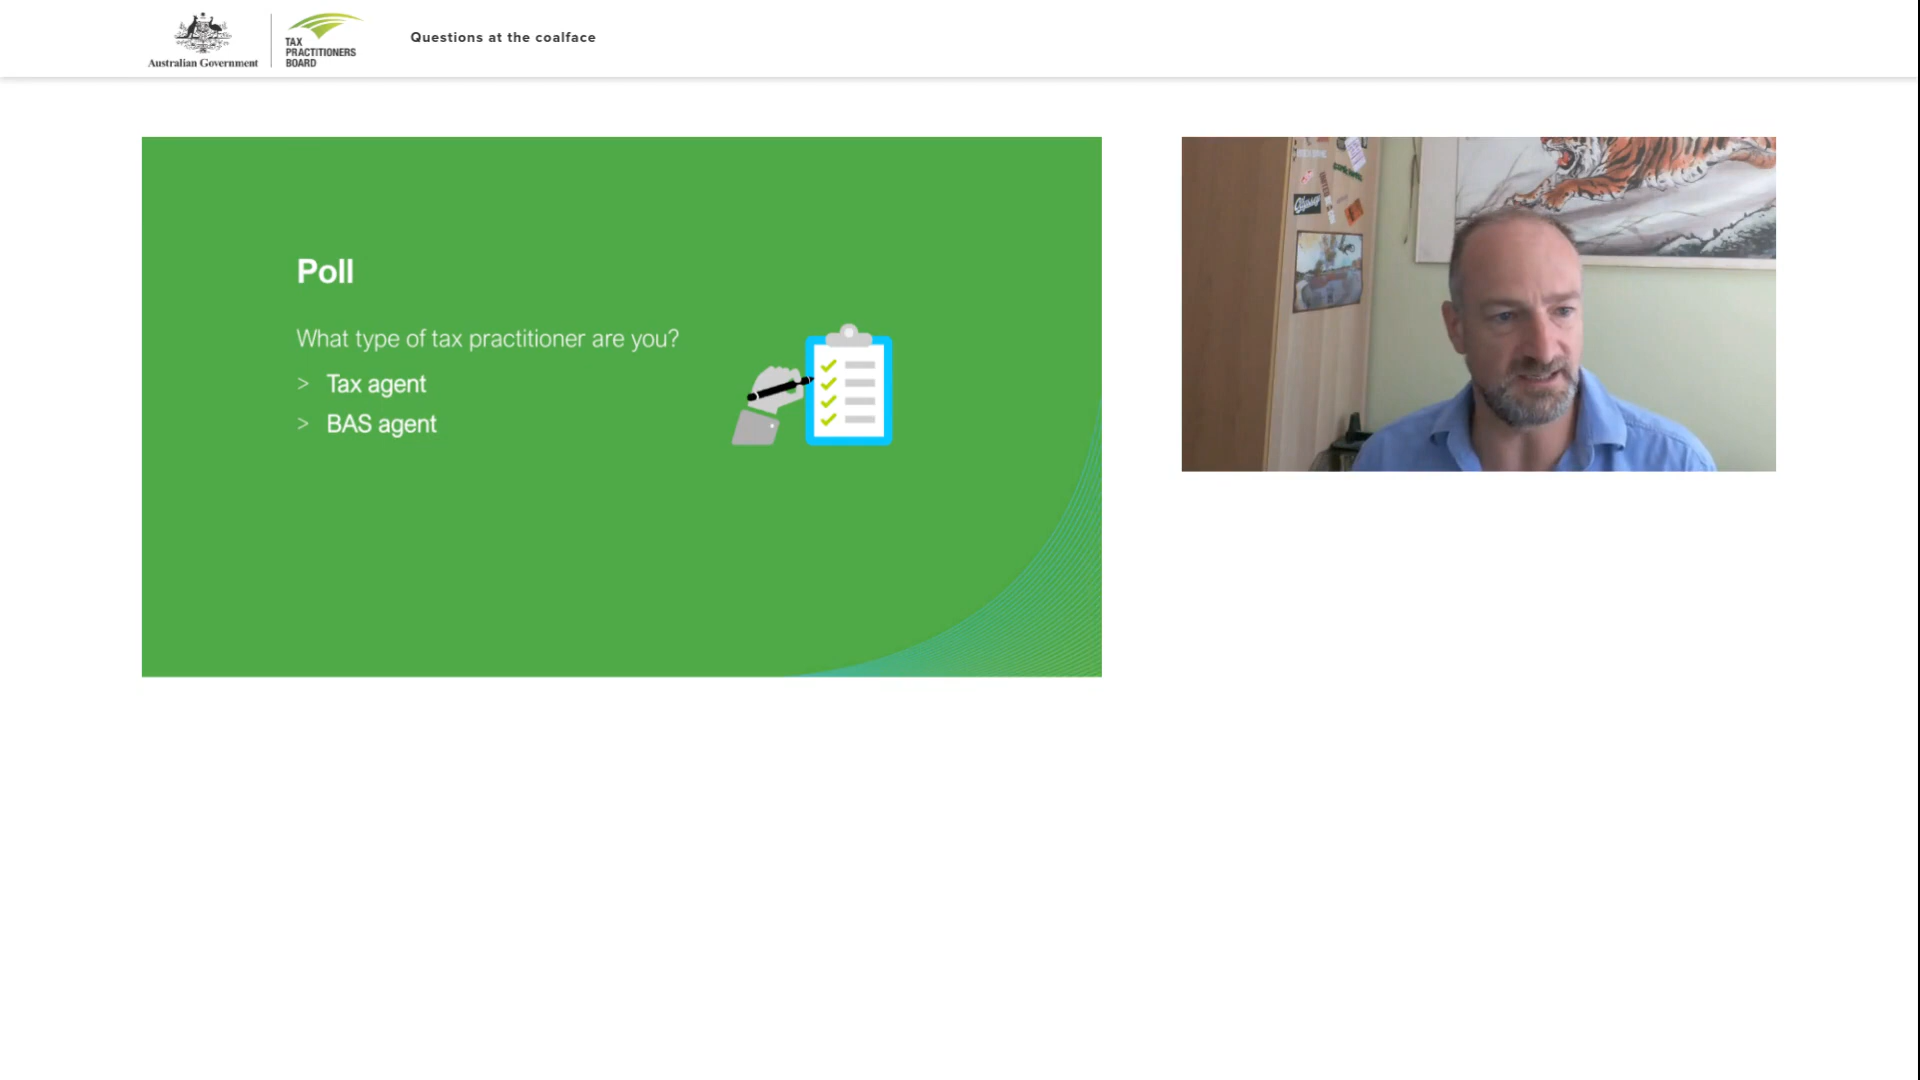 Australian Government
TAX
PRACTITIONERS
BOARD
Questions at the coalface
Poll
What type of tax practitioner are you?
> Tax agent
> BAS agent